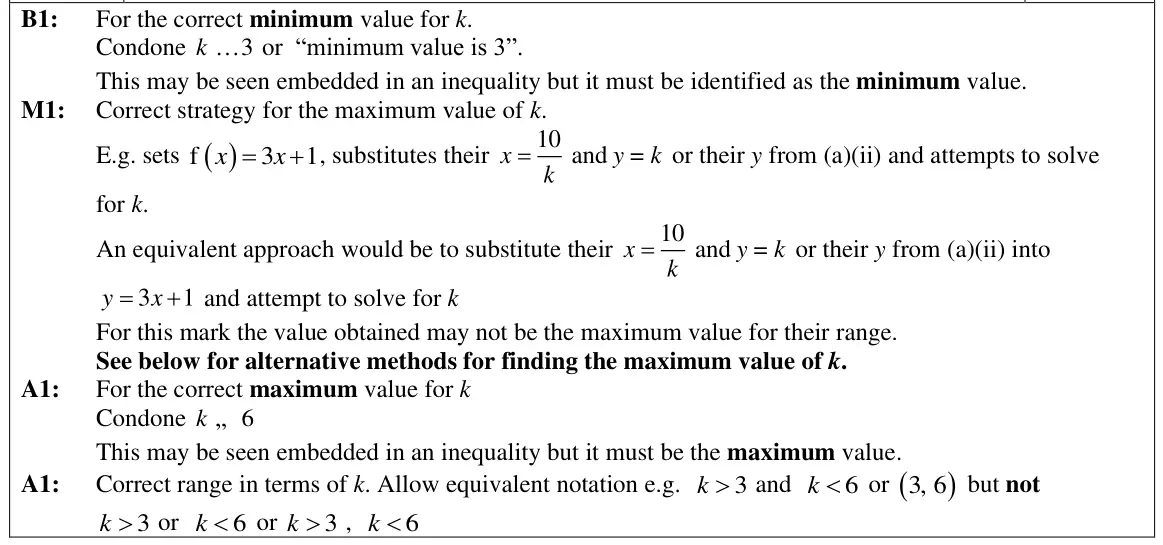 B1: For the correct minimum value for k.
Condone k …3 or “minimum value is 3”.
This may be seen embedded in an inequality but it must be identified as the minimum value.
M1: Correct strategy for the maximum value of k.
E.g. sets f(x) = 3x+1, substitutes their x = 10/k and y = k or their y from (a)(ii) and attempts to solve
for k.
An equivalent approach would be to substitute their x = 10/k and y = k or their y from (a)(ii) into
y = 3x+1 and attempt to solve for k
For this mark the value obtained may not be the maximum value for their range.
See below for alternative methods for finding the maximum value of k.
A1: For the correct maximum value for k
Condone k ,, 6
This may be seen embedded in an inequality but it must be the maximum value.
A1: Correct range in terms of k. Allow equivalent notation e.g. k > 3 and k < 6 or (3, 6) but not
k > 3 or k < 6 or k > 3 , k < 6